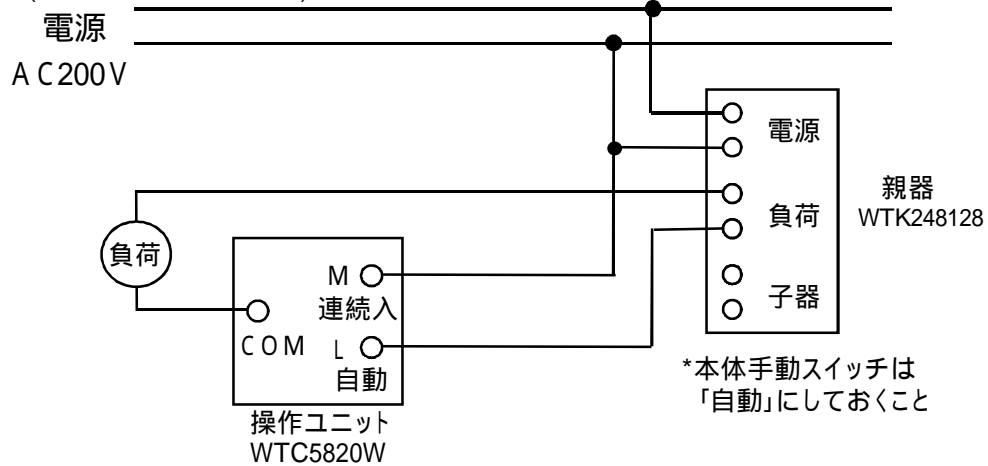 電源
AC200V
電源
負荷
子器
親器
WTK248128
負荷
M
連続入
COM
L
自動
操作ユニット
WTC5820W
*本体手動スイッチは
「自動」にしておくこと